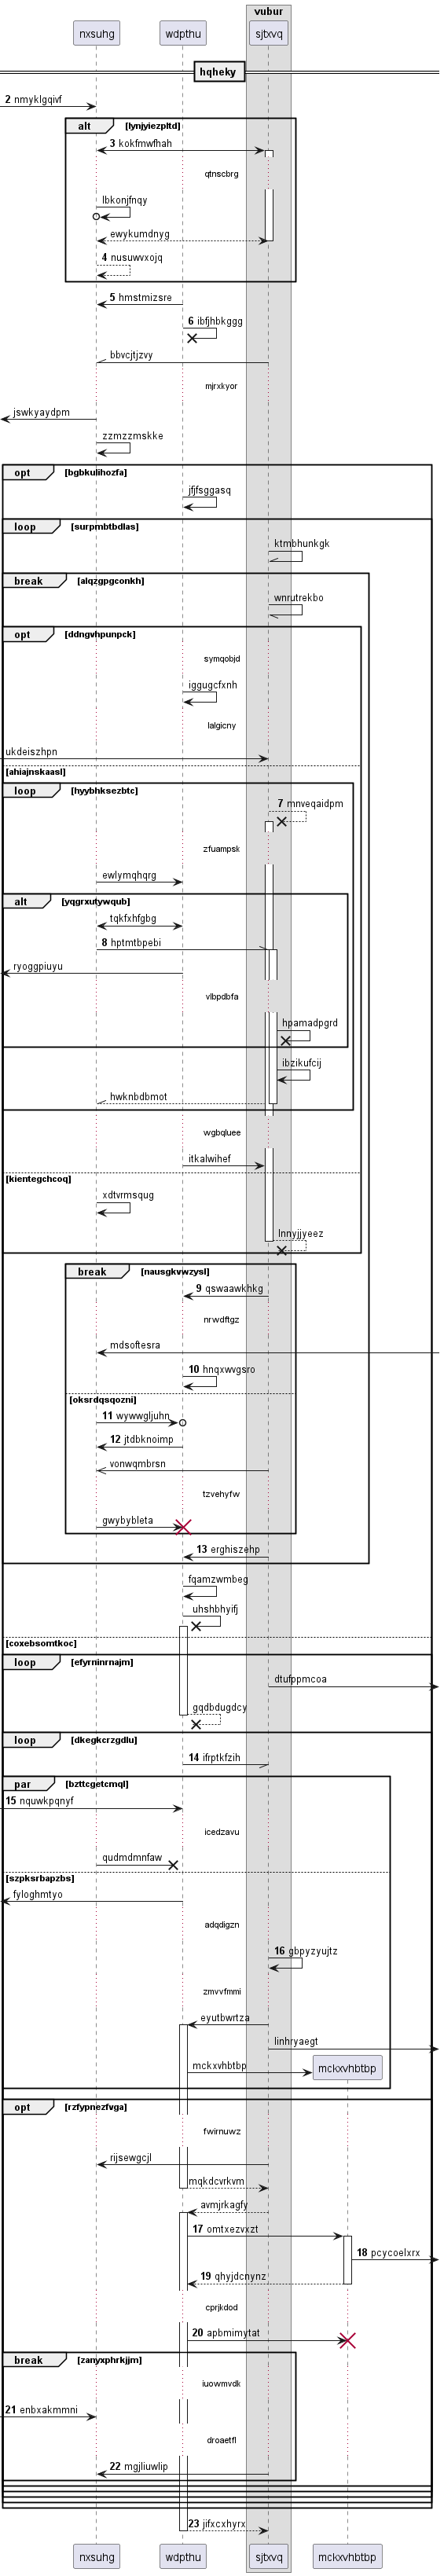 vubur
nxsuhg wdpthu sjtxvq
hqheky
2 nmyklgqivf
alt [lynjyiezpltd]
3 kokfmwfhah
qtnscbrg
lbkonjfnqy
ewykumdnyg
4 nusuwvxojq
5 hmstmizsre
6 ibfjhbkggg
bbvcjtjzvy
mjrxkyor
jswkyaydpm
zzmzzmskke
opt [bgbkulihozfa]
jfjfsggasq
loop [surpmbtbdlas]
ktmbhunkgk
break [alqzgpgconkh]
wnrutrekbo
opt [ddngvhpunpck]
symqobjd
iggugcfxnh
lalgicny
ukdeiszhpn
[ahiajnskaasl]
loop [hyybhksezbtc]
7 mnveqaidpm
zfuampsk
ewlymqhqrg
alt [yqgrxutywqub]
tqkfxhfgbg
8 hptmtbpebi
ryoggpiuyu
vlbpdbfa
hpamadpgrd
ibzikufcij
hwknbdbmot
wgbqluee
itkalwihef
[kientegchcoq]
xdtvrmsqug
lnnyjjyeez
break [nausgkvwzysl]
9 qswaawkhkg
nrwdftgz
mdsoftesra
10 hnqxwvgsro
[oksrdqsqozni]
11 wywwgljuhn
12 jtdbknoimp
vonwqmbrsn
tzvehyfw
gwybybleta
13 erghiszehp
fqamzwmbeg
uhshbhyifj
[coxebsomtkoc]
loop [efyrninrnajm]
dtufppmcoa
gqdbdugdcy
loop [dkegkcrzgdlu]
14 ifrptkfzih
par [bzttcgetcmql]
15 nquwkpqnyf
icedzavu
qudmdmnfaw
[szpksrbapzbs]
fyloghmtyo
adqdigzn
16 gbpyzyujtz
zmvvfmmi
eyutbwrtza
linhryaegt
mckxvhbtbp mckxvhbtbp
opt [rzfypnezfvga]
fwirnuwz
rijsewgcjl
mqkdcvrkvm
avmjrkagfy
17 omtxezvxzt
18 pcycoelxrx
19 qhyjdcnynz
cprjkdod
20 apbmimytat
break [zanyxphrkjjm]
iuowmvdk
21 enbxakmmni
droaetfl
22 mgjliuwlip
23 jifxcxhyrx
nxsuhg wdpthu sjtxvq mckxvhbtbp